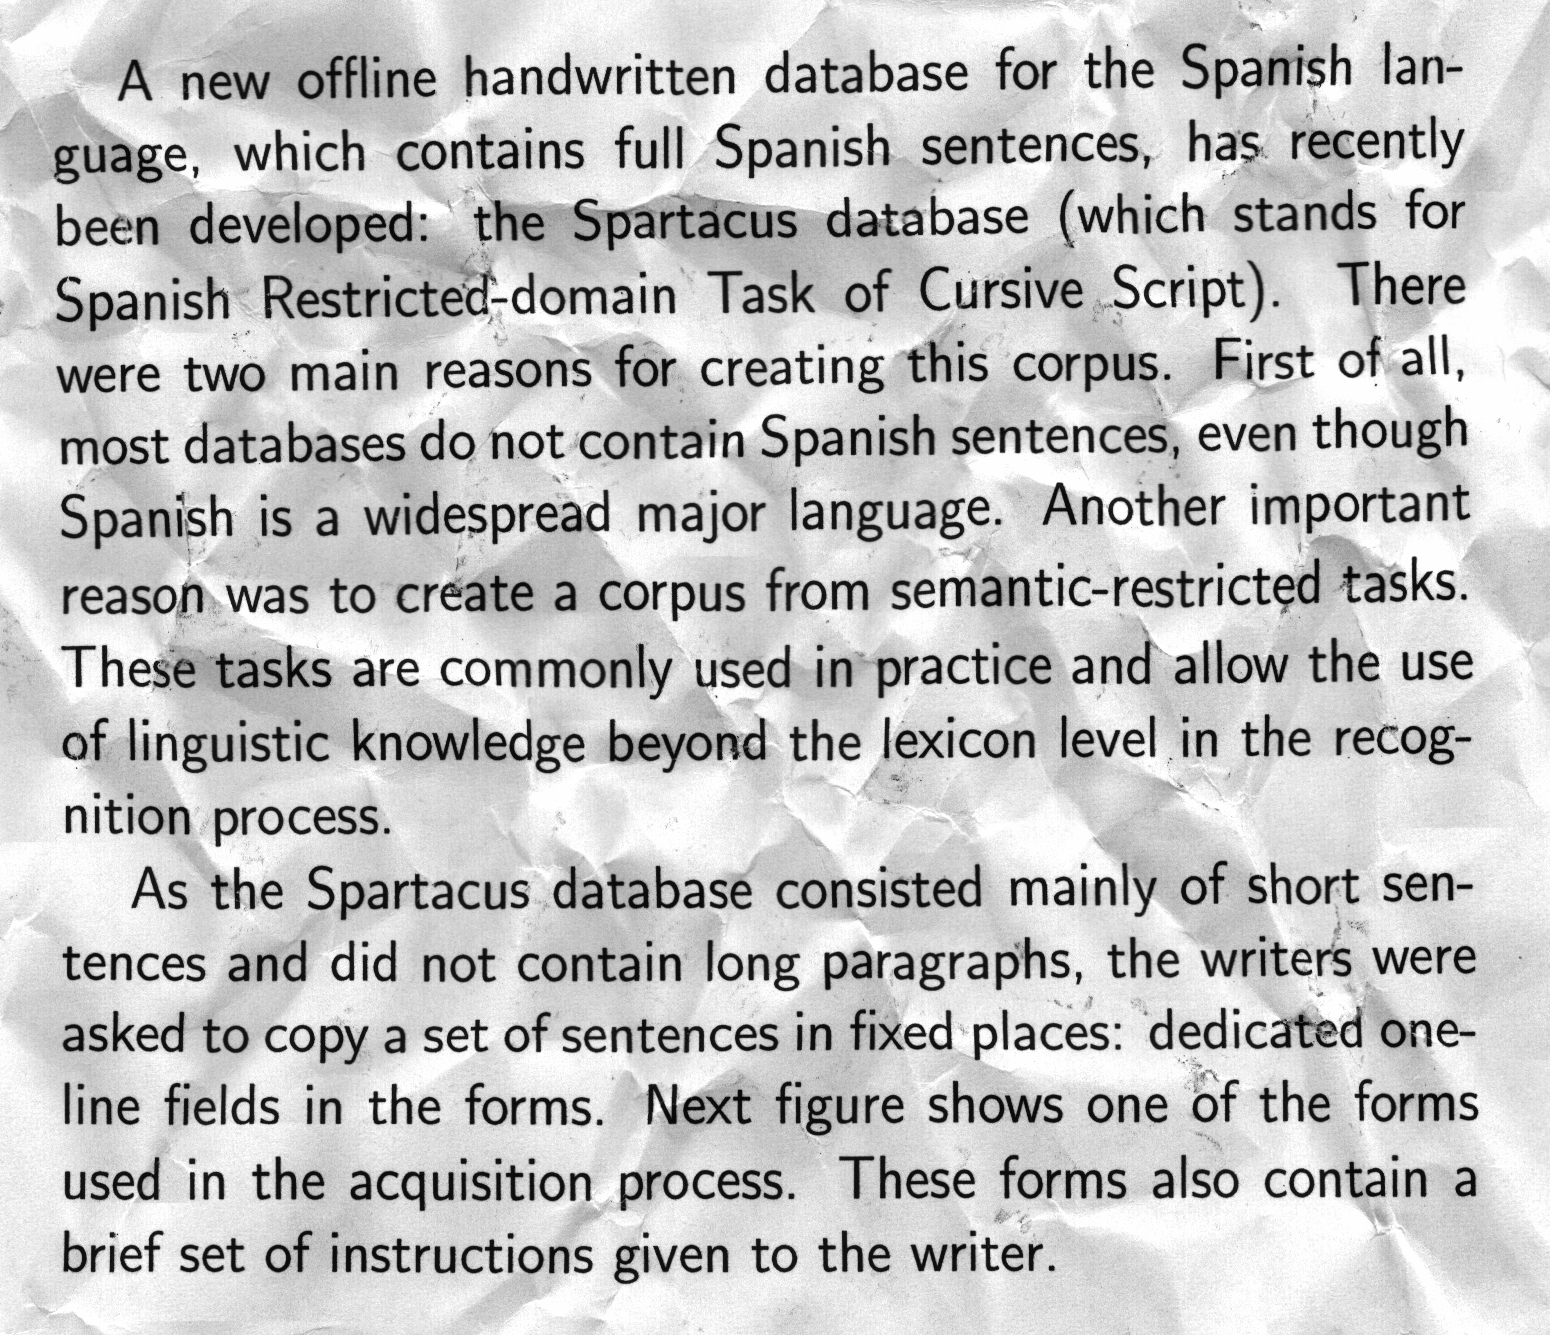 A new offline handwritten database for the Spanish lan-
guage, which contains full Spanish sentences, has recently
been developed: the Spartacus database (which stands for
Spanish Restricted-domain Task of Cursive Script). There
were two main reasons for creating this corpus. First of all,
most databases do not contain Spanish sentences, even though
Spanish is a widespread major language. Another important
reason was to create a corpus from semantic-restricted tasks.
These tasks are commonly used in practice and allow the use
of linguistic knowledge beyond the lexicon level in the recog-
nition process.
As the Spartacus database consisted mainly of short sen-
tences and did not contain long paragraphs, the writers were
asked to copy a set of sentences in fixed places: dedicated one-
line fields in the forms. Next figure shows one of the forms
used in the acquisition process. These forms also contain a
brief set of instructions given to the writer.